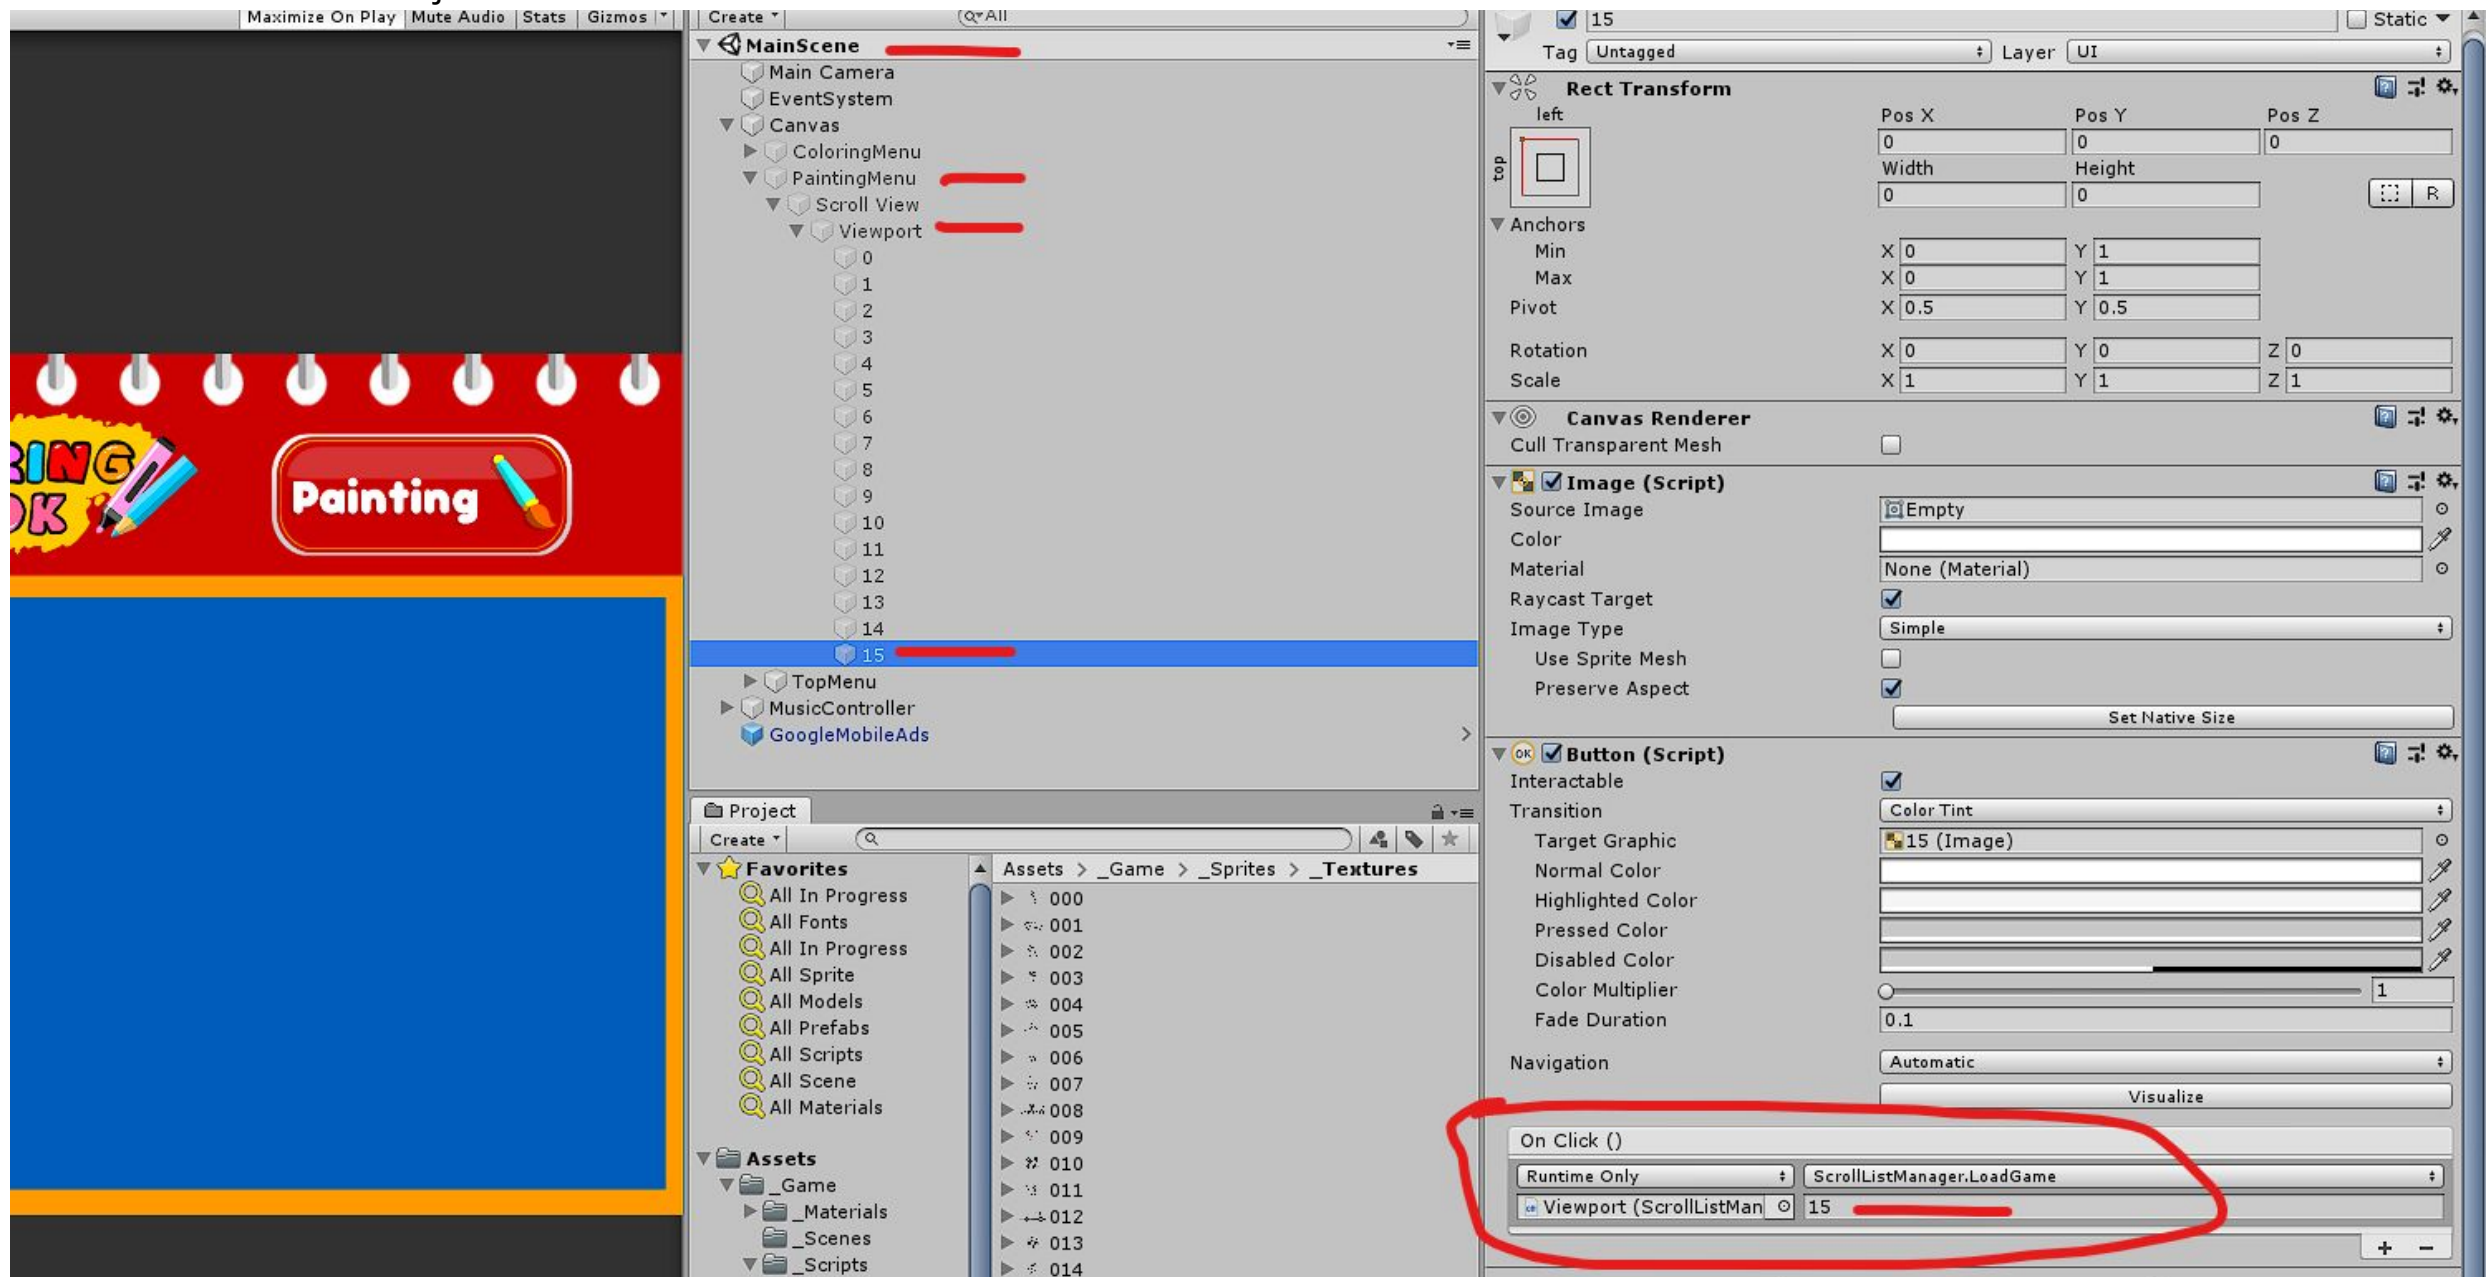 Maximize On Play Mute Audio Stats Gizmos
RING
OK
Painting
Create All
MainScene
Main Camera
EventSystem
Canvas
ColoringMenu
PaintingMenu
Scroll View
Viewport
0
1
2
3
4
5
6
7
8
9
10
11
12
13
14
15
TopMenu
MusicController
GoogleMobileAds
Project
Create
Favorites
All In Progress
All Fonts
All In Progress
All Sprite
All Models
All Prefabs
All Scripts
All Scene
All Materials
Assets
_Game
_Materials
_Scenes
_Scripts
Assets > _Game > _Sprites > _Textures
000
001
002
003
004
005
006
007
008
009
010
011
012
013
014
15 Static
Tag Untagged Layer UI
Rect Transform
left
top
Pos X Pos Y Pos Z
0 0 0
Width Height
0 0 R
Anchors
Min X 0 Y 1
Max X 0 Y 1
Pivot X 0.5 Y 0.5
Rotation X 0 Y 0 Z 0
Scale X 1 Y 1 Z 1
Canvas Renderer
Cull Transparent Mesh
Image (Script)
Source Image Empty
Color
Material None (Material)
Raycast Target
Image Type Simple
Use Sprite Mesh
Preserve Aspect
Set Native Size
OK Button (Script)
Interactable
Transition Color Tint
Target Graphic 15 (Image)
Normal Color
Highlighted Color
Pressed Color
Disabled Color
Color Multiplier 1
Fade Duration 0.1
Navigation Automatic
Visualize
On Click ()
Runtime Only ScrollListManager.LoadGame
Viewport (ScrollListMan 15
+ −